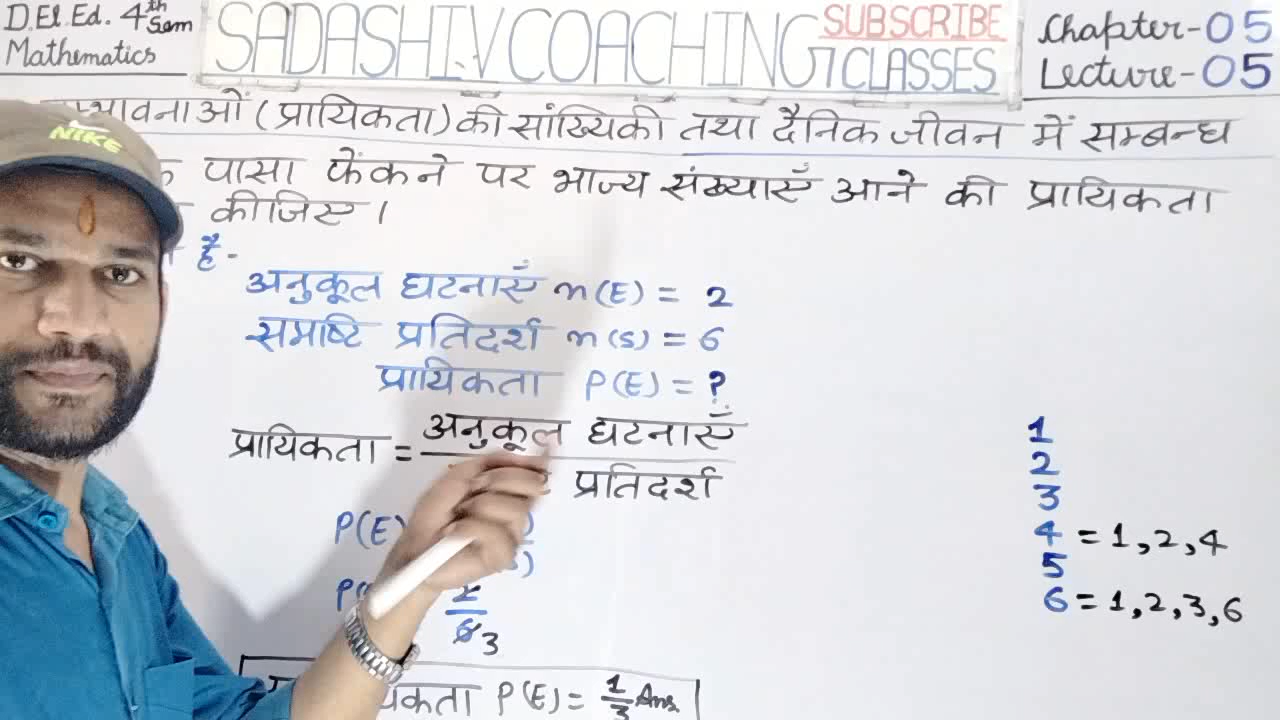 D.El.Ed. 4th Sem
Mathematics
SADASHIV COACHING CLASSES
SUBSCRIBE
Chapter-05
Lecture-05
(प्रायिकता) की सांख्यिकी तथा दैनिक जीवन में सम्बन्ध
पासा फेंकने पर भाज्य संख्याएँ आने की प्रायिकता
कीजिए।
है-
NIKE
अनुकूल घटनाएँ n(E) = 2
समष्टि प्रतिदर्श n(s) = 6
प्रायिकता P(E) = ?
प्रायिकता = अनुकूल घटनाएँ
प्रतिदर्श
P(E)
2
6 3
P(E) = 1/3 Ans.
1
2
3
4 = 1,2,4
5
6 = 1,2,3,6